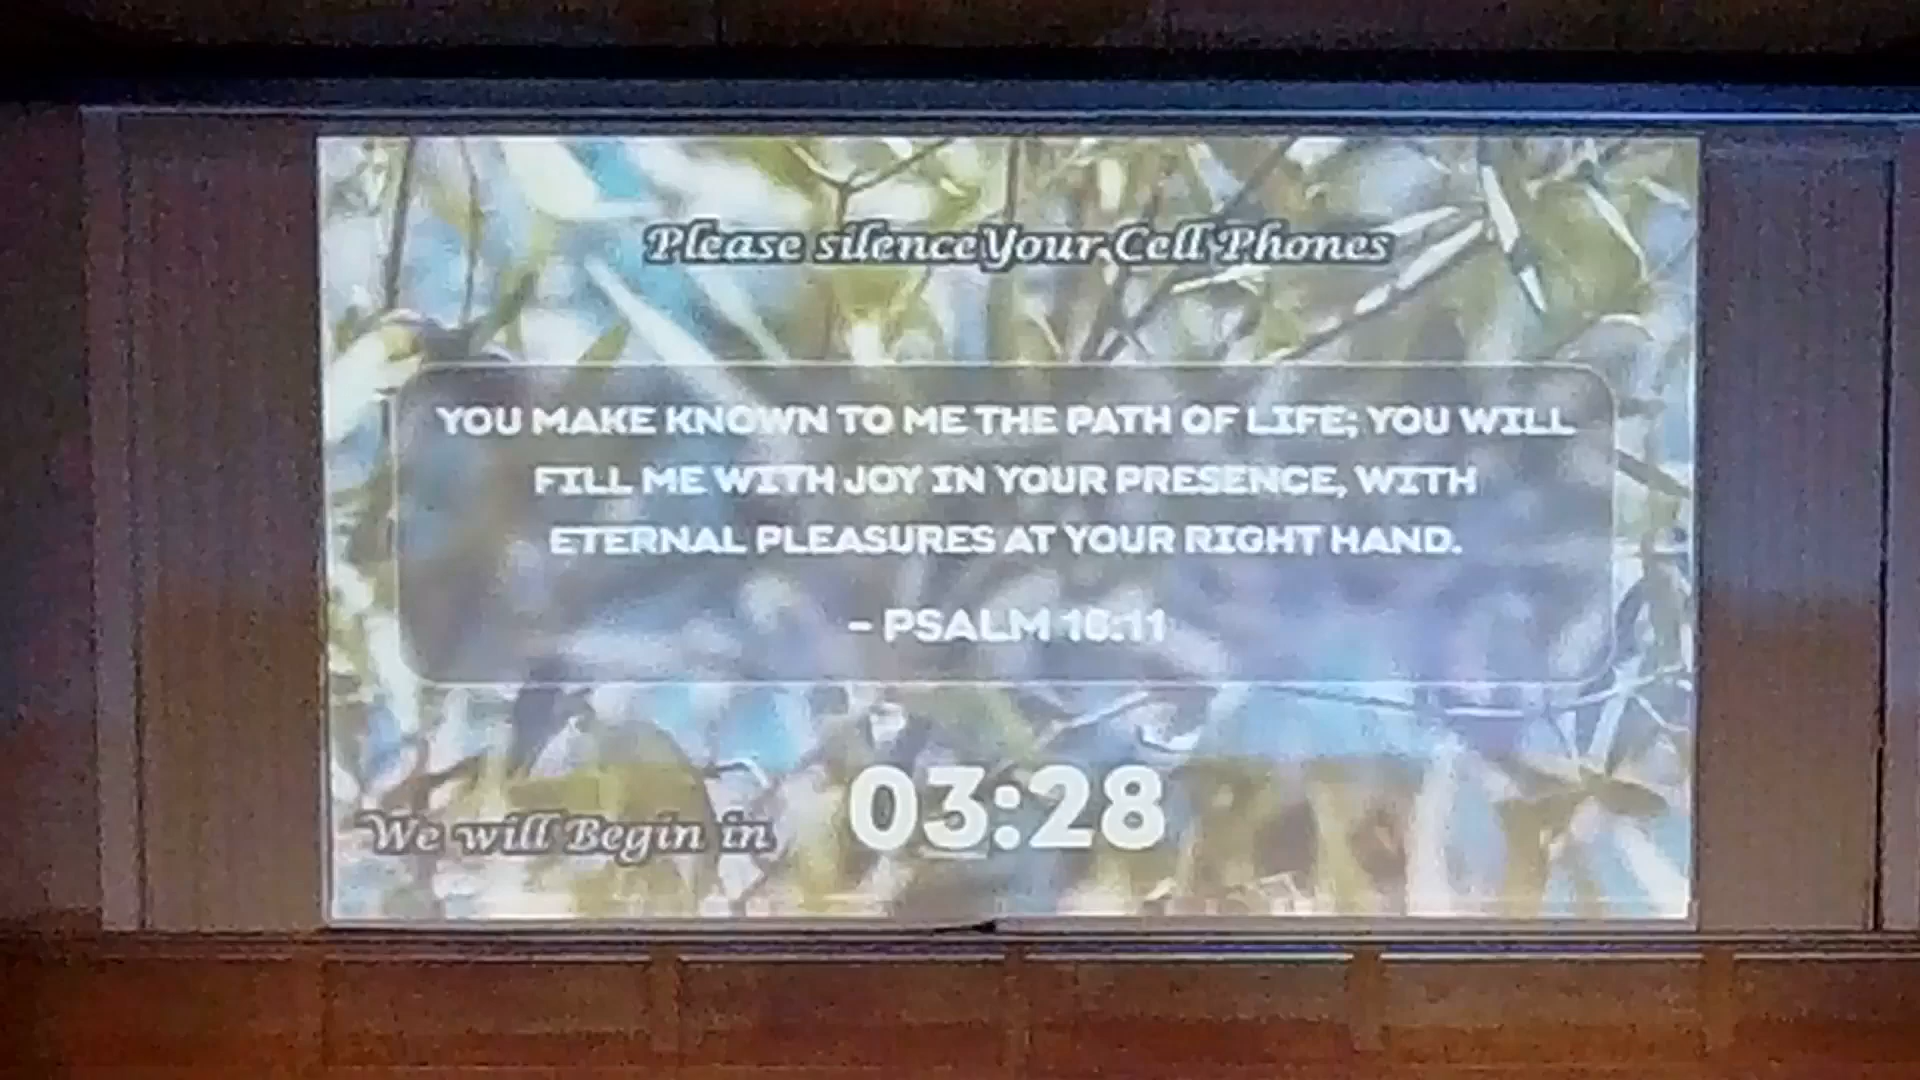 Please silence Your Cell Phones
YOU MAKE KNOWN TO ME THE PATH OF LIFE; YOU WILL
FILL ME WITH JOY IN YOUR PRESENCE, WITH
ETERNAL PLEASURES AT YOUR RIGHT HAND.
– PSALM 16:11
We will Begin in 03:28